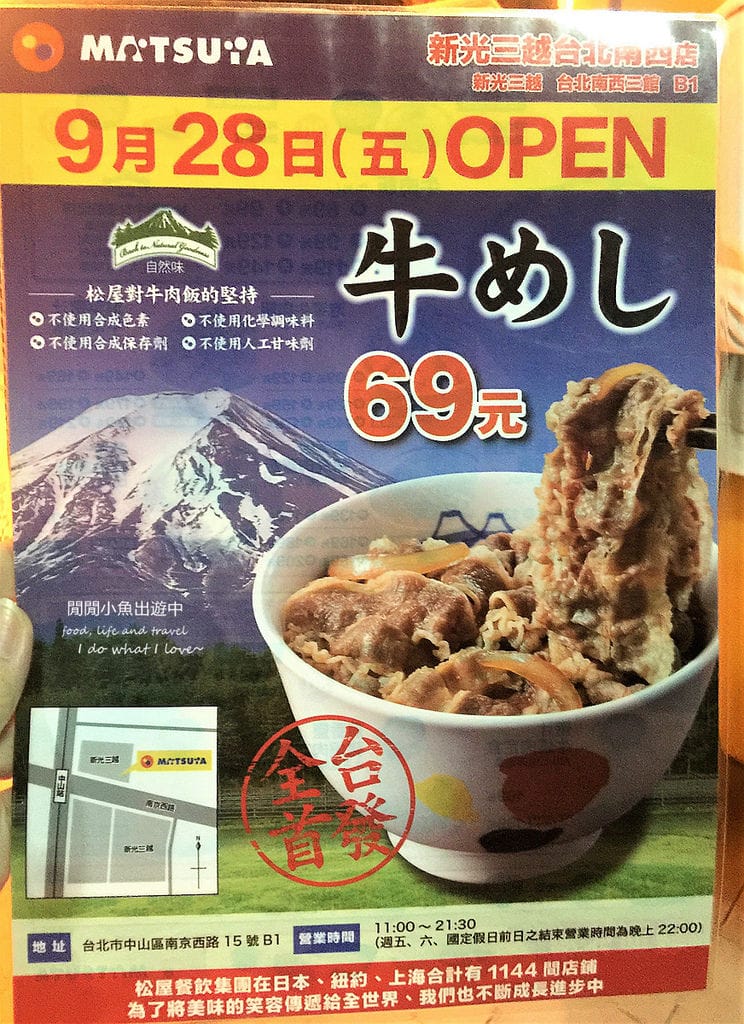 MATSUYA
新光三越台北南西店
新光三越 台北南西三館 B1
9月28日(五)OPEN
Back to Natural Goodness
自然味
牛めし
松屋對牛肉飯的堅持
不使用合成色素 不使用化學調味料
不使用合成保存劑 不使用人工甘味劑
69元
閒閒小魚出遊中
food, life and travel
I do what I love~
新光三越
MATSUYA
中山站
南京西路
新光三越
N
全台
首發
地址 台北市中山區南京西路 15 號 B1
營業時間 11:00～21:30
(週五、六、國定假日前日之結束營業時間為晚上 22:00)
松屋餐飲集團在日本、紐約、上海合計有 1144 間店鋪
為了將美味的笑容傳遞給全世界、我們也不斷成長進步中